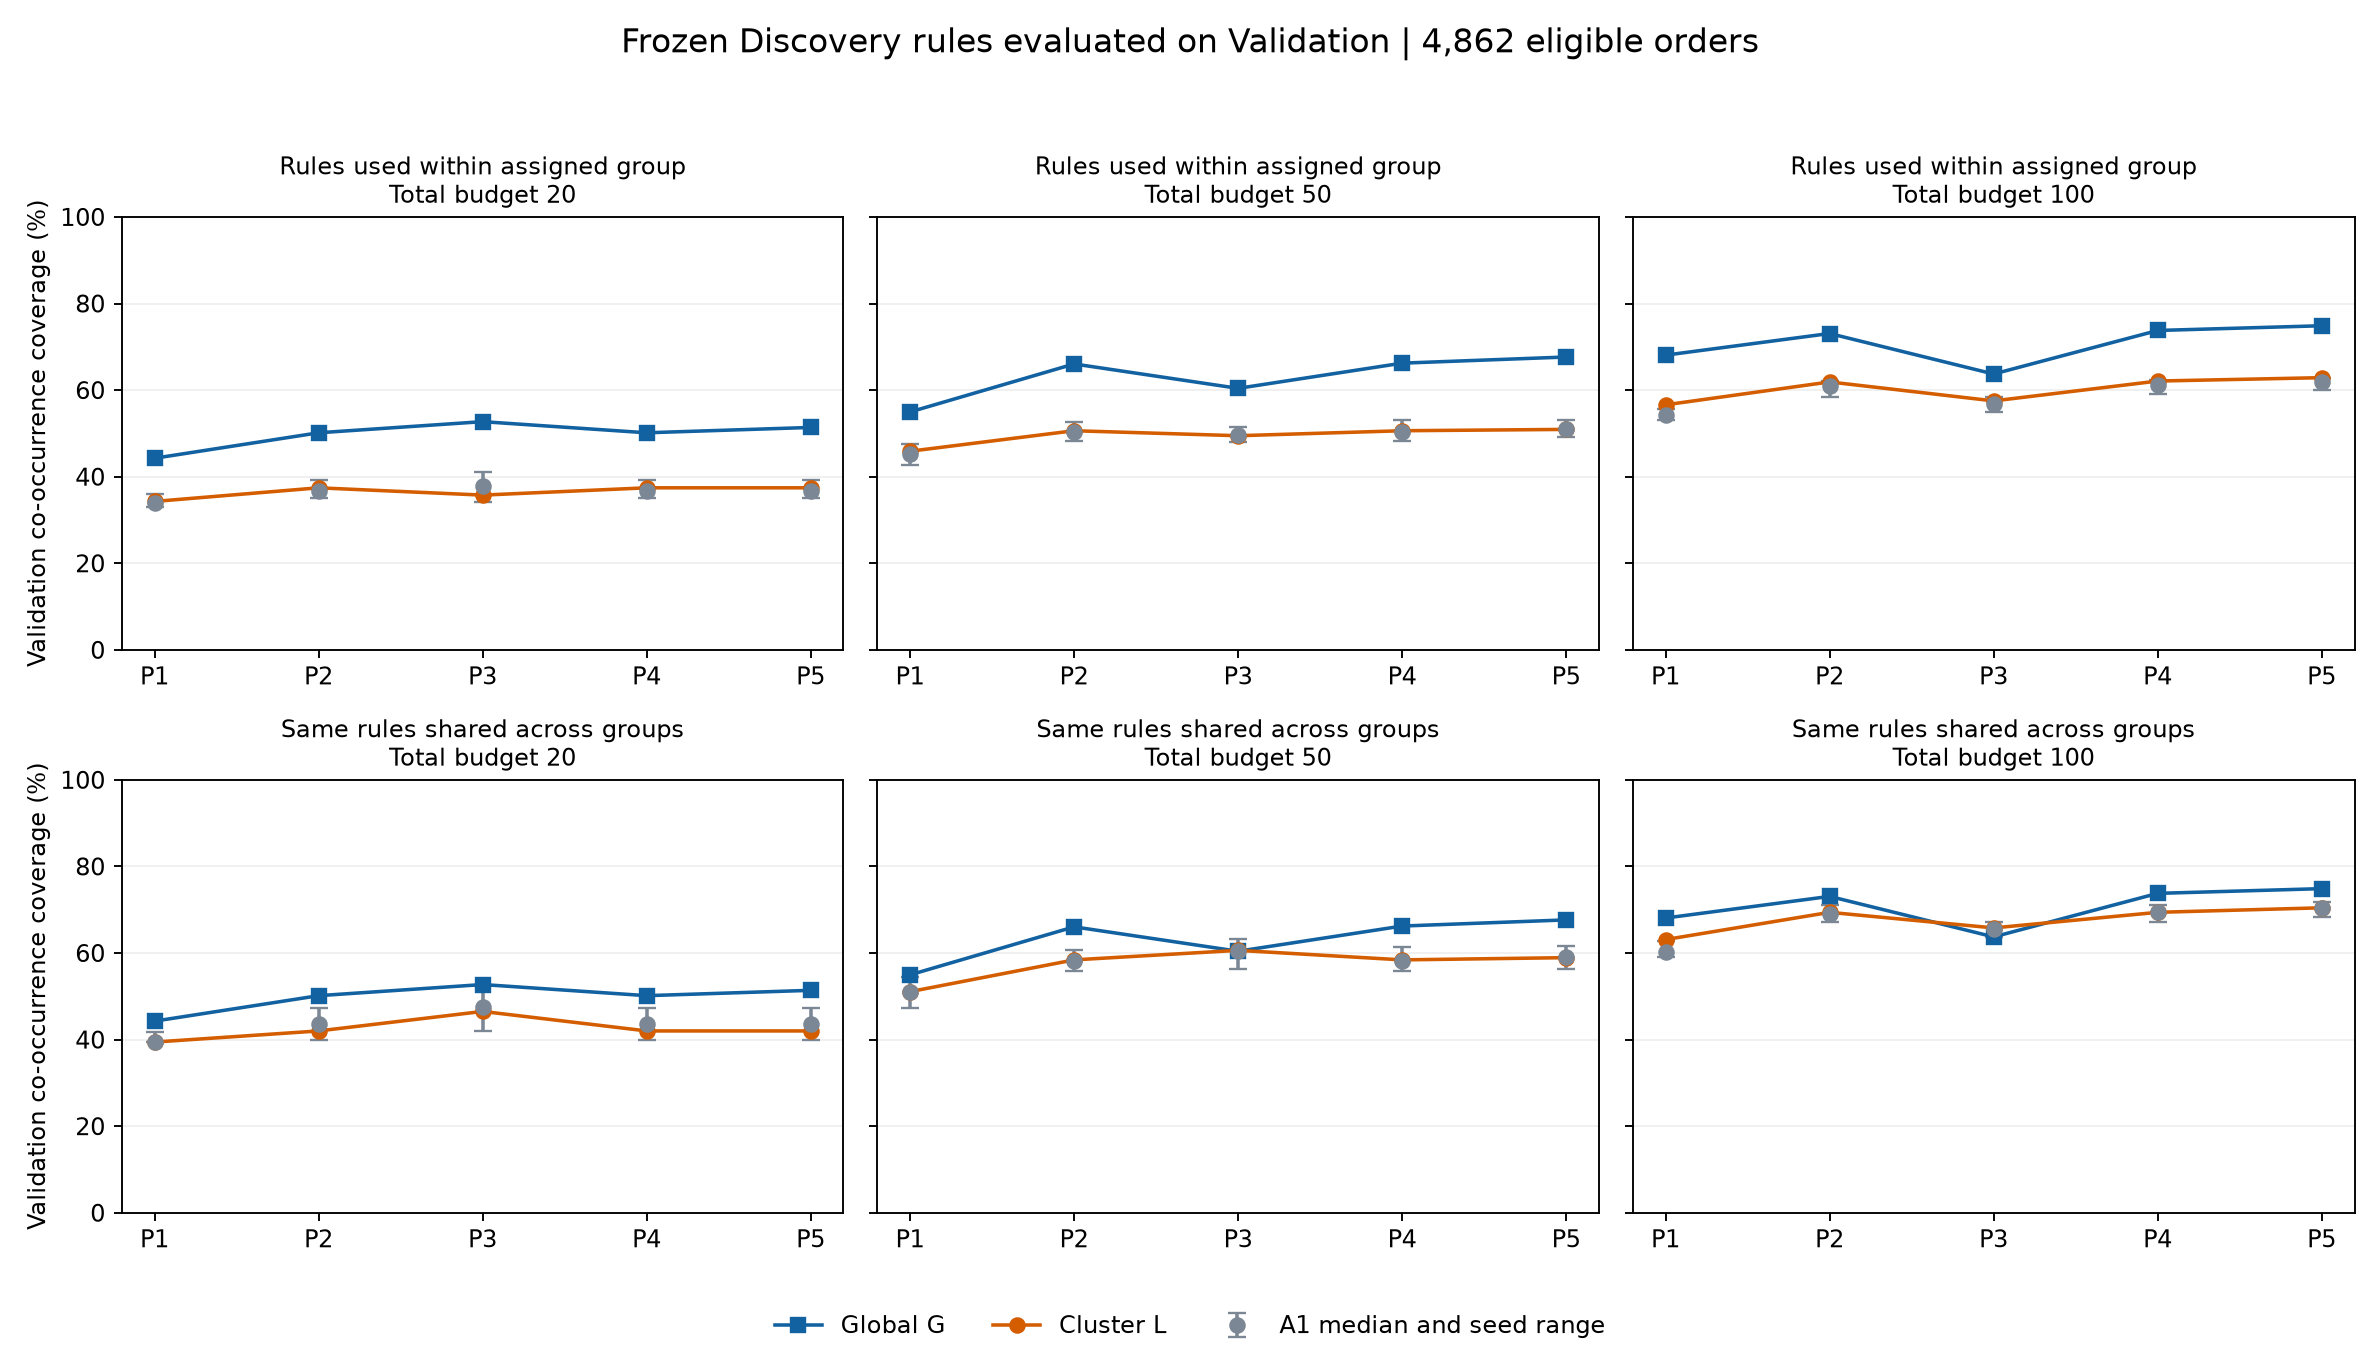 Frozen Discovery rules evaluated on Validation | 4,862 eligible orders
Rules used within assigned group
Total budget 20
Rules used within assigned group
Total budget 50
Rules used within assigned group
Total budget 100
Validation co-occurrence coverage (%)
100
80
60
40
20
0
P1 P2 P3 P4 P5
P1 P2 P3 P4 P5
P1 P2 P3 P4 P5
Same rules shared across groups
Total budget 20
Same rules shared across groups
Total budget 50
Same rules shared across groups
Total budget 100
Validation co-occurrence coverage (%)
100
80
60
40
20
0
P1 P2 P3 P4 P5
P1 P2 P3 P4 P5
P1 P2 P3 P4 P5
Global G
Cluster L
A1 median and seed range